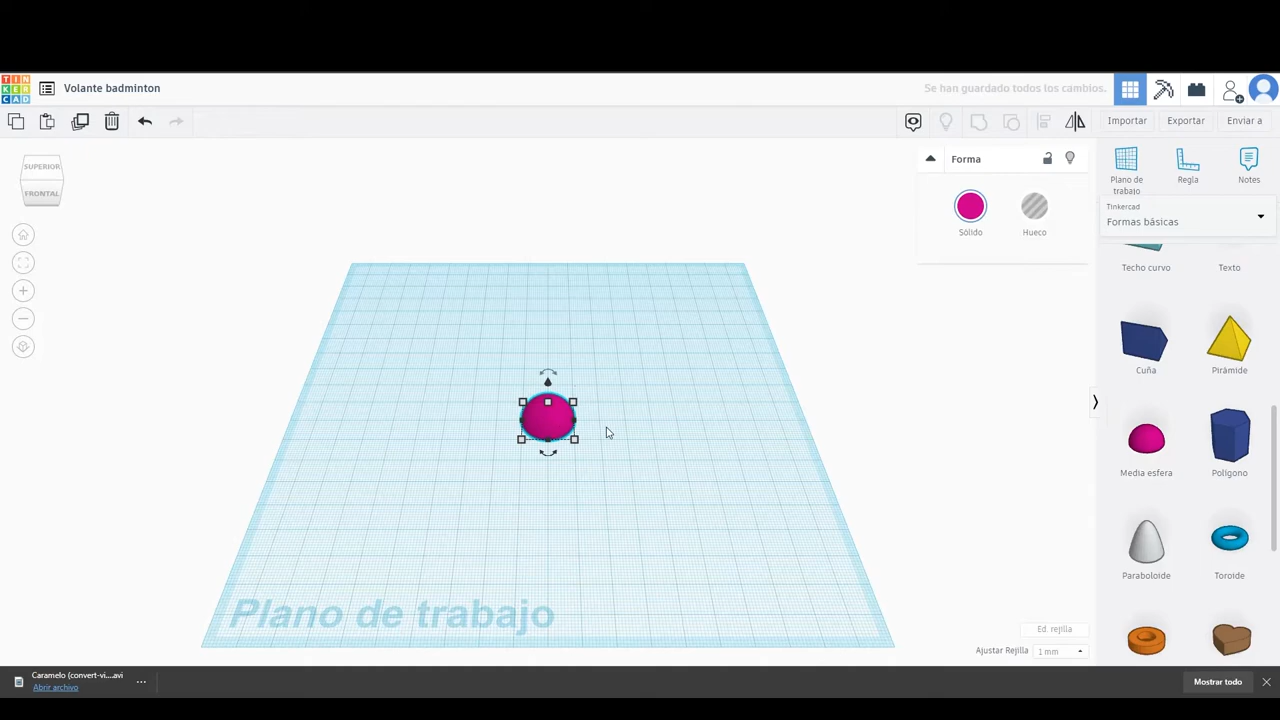 TIN
KER
CAD
Volante badminton
Se han guardado todos los cambios.
Importar
Exportar
Enviar a
SUPERIOR
FRONTAL
Forma
Sólido
Hueco
Plano de
trabajo
Regla
Notes
Tinkercad
Formas básicas
Techo curvo
Texto
Cuña
Pirámide
Media esfera
Polígono
Paraboloide
Toroide
Plano de trabajo
Ed. rejilla
Ajustar Rejilla
1 mm
Caramelo (convert-vi....avi
Abrir archivo
Mostrar todo